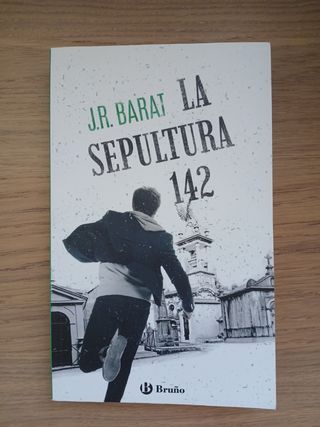 J.R. BARAT LA
SEPULTURA
142
B Bruño